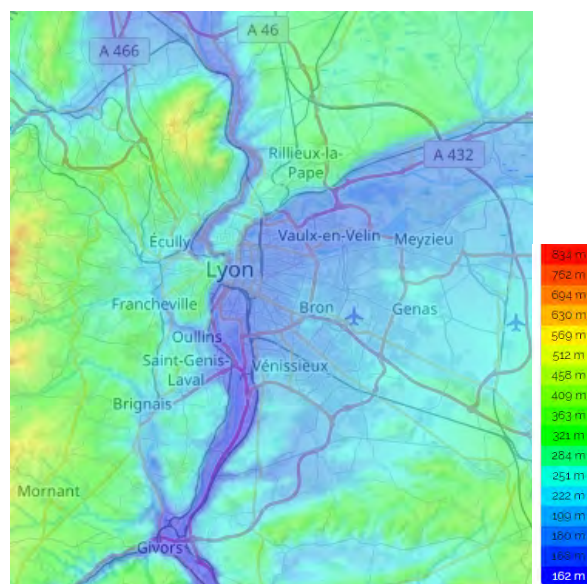 A 46
A 466
Rillieux-la-
Pape
A 432
Écully
Vaulx-en-Velin
Meyzieu
Lyon
Francheville
Bron
Genas
Oullins
Saint-Genis-
Laval
Vénissieux
Brignais
Mornant
Givors
832 m
762 m
694 m
630 m
569 m
512 m
458 m
409 m
363 m
321 m
284 m
251 m
222 m
199 m
180 m
162 m